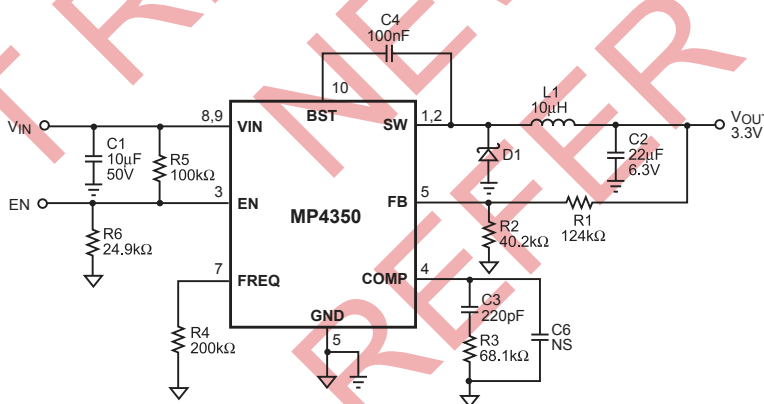 C4
100nF
10
BST
L1
10µH
8,9
VIN
VIN
SW
1,2
VOUT
3.3V
C1
10µF
50V
R5
100kΩ
D1
C2
22µF
6.3V
EN
3
EN
MP4350
FB
5
R1
124kΩ
R2
40.2kΩ
R6
24.9kΩ
7
FREQ
COMP
4
C3
220pF
R3
68.1kΩ
C6
NS
GND
5
R4
200kΩ